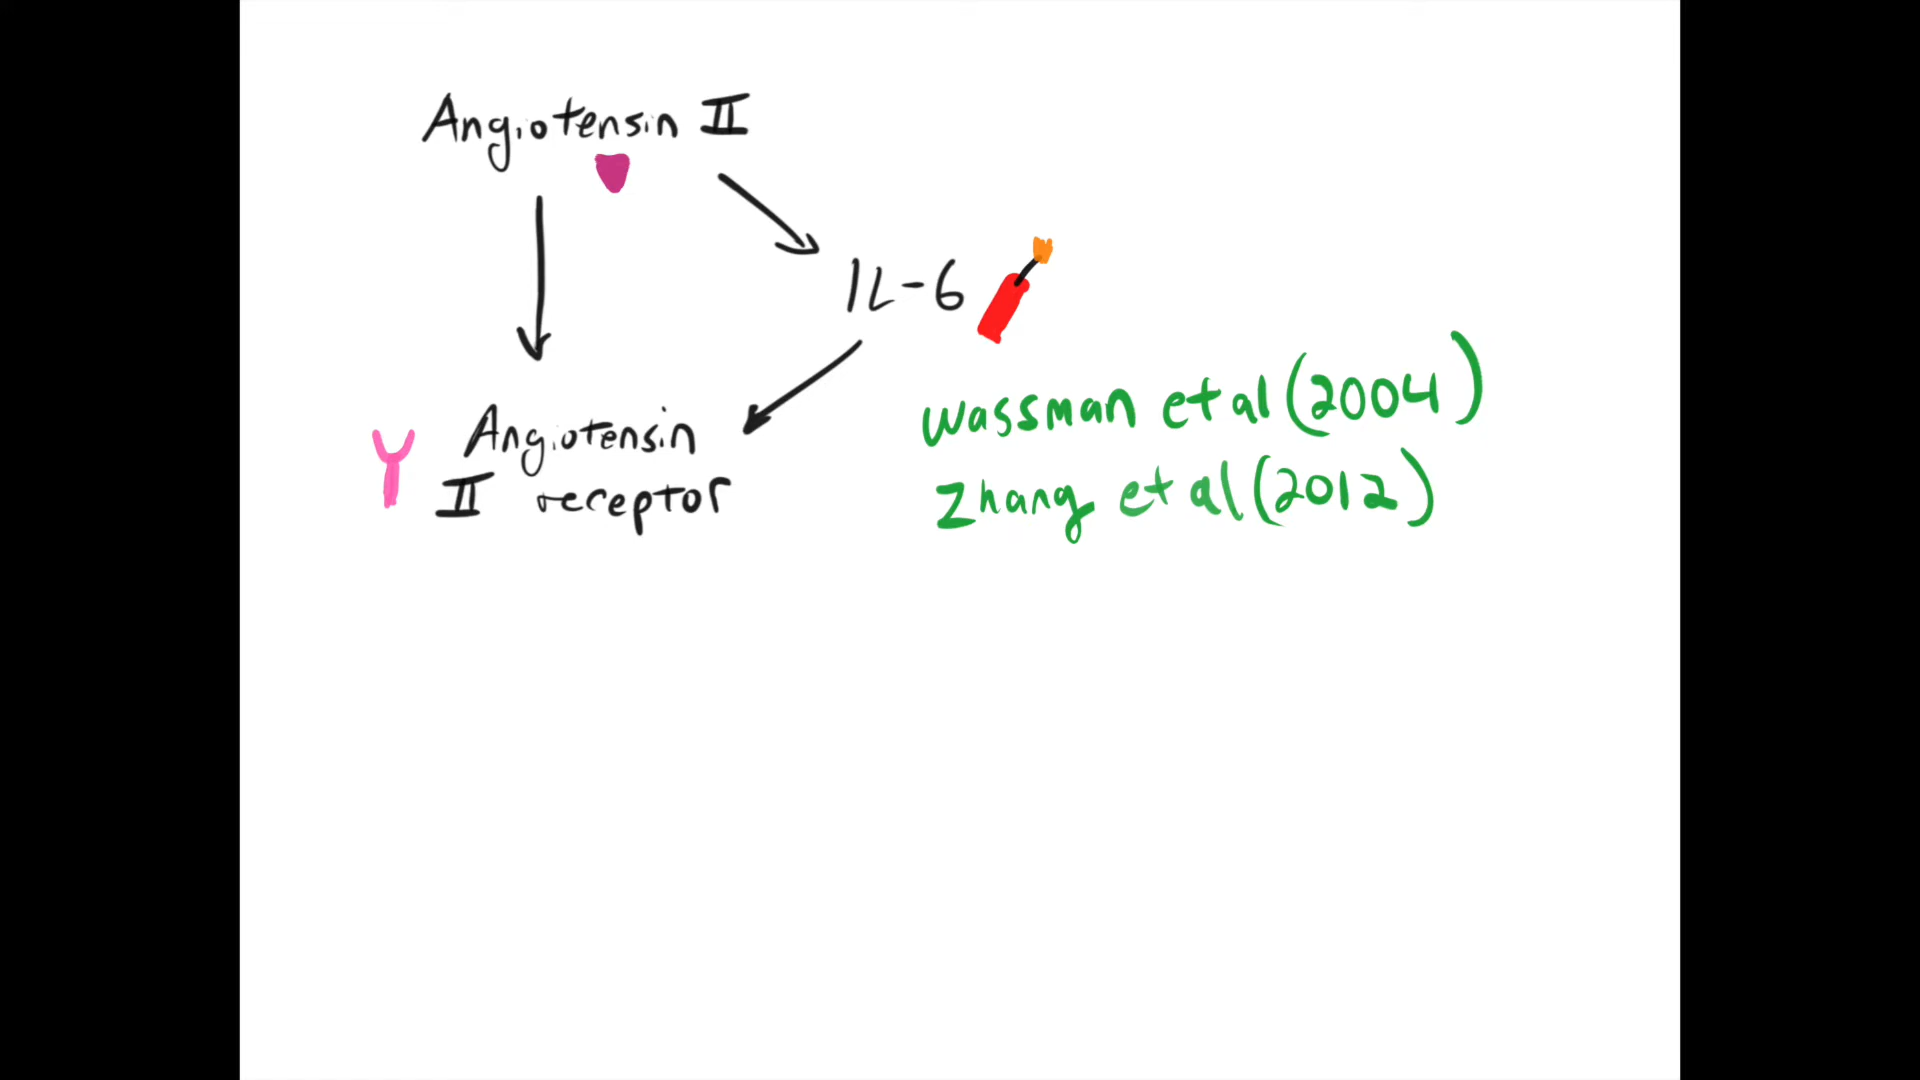 Angiotensin II
IL-6
Angiotensin
II receptor
wassman et al (2004)
Zhang et al (2012)